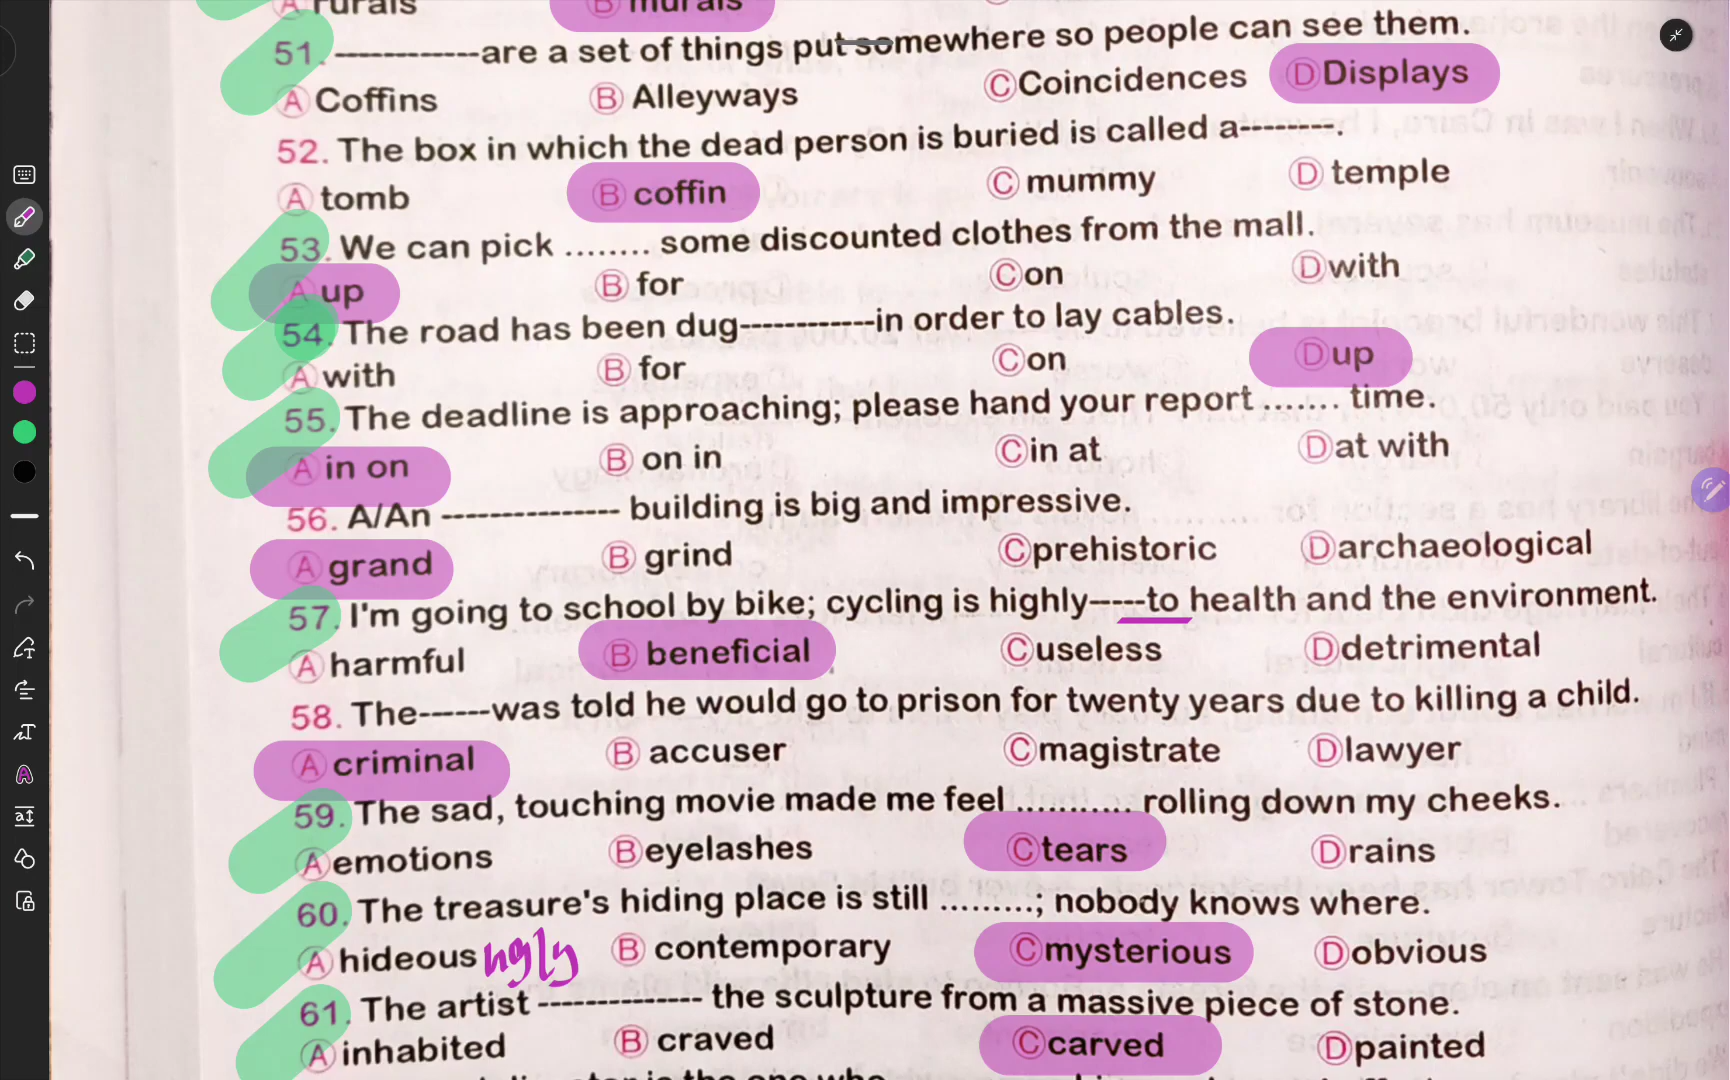 A rurals B murals
51. ------------are a set of things put somewhere so people can see them.
A Coffins B Alleyways C Coincidences D Displays
52. The box in which the dead person is buried is called a--------.
A tomb B coffin C mummy D temple
53. We can pick ........ some discounted clothes from the mall.
A up B for C on D with
54. The road has been dug-----------in order to lay cables.
A with B for C on D up
55. The deadline is approaching; please hand your report ....... time.
A in on B on in C in at D at with
56. A/An --------------- building is big and impressive.
A grand B grind C prehistoric D archaeological
57. I'm going to school by bike; cycling is highly-----to health and the environment.
A harmful B beneficial C useless D detrimental
58. The------was told he would go to prison for twenty years due to killing a child.
A criminal B accuser C magistrate D lawyer
59. The sad, touching movie made me feel ............ rolling down my cheeks.
A emotions B eyelashes C tears D rains
60. The treasure's hiding place is still .........; nobody knows where.
A hideous ugly B contemporary C mysterious D obvious
61. The artist -------------- the sculpture from a massive piece of stone.
A inhabited B craved C carved D painted